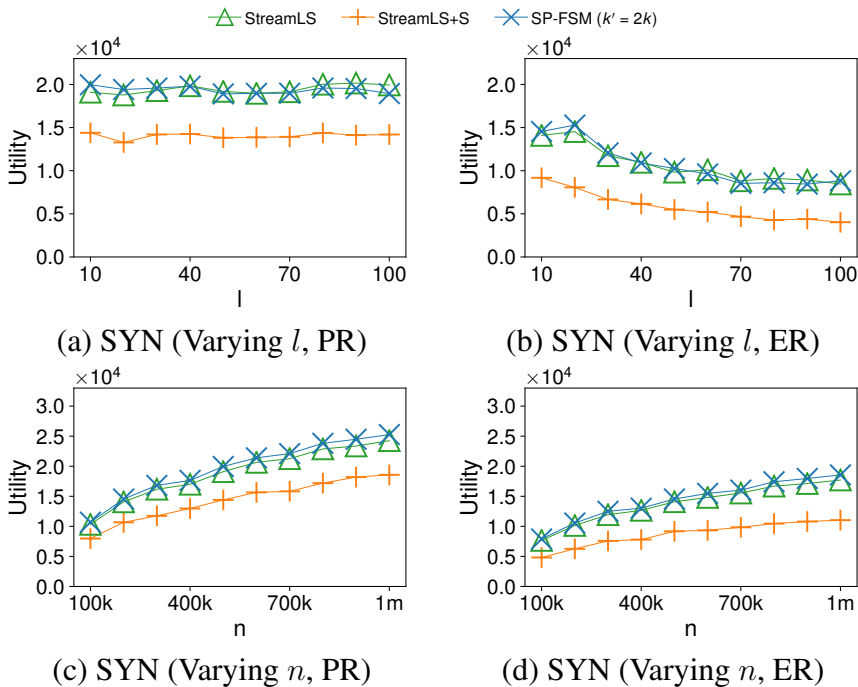 StreamLS StreamLS+S SP-FSM (k′ = 2k)
×10⁴ ×10⁴
2.0 2.0
1.5 1.5
1.0 1.0
0.5 0.5
0.0 0.0
Utility Utility
10 40 70 100 10 40 70 100
l l
(a) SYN (Varying l, PR) (b) SYN (Varying l, ER)
×10⁴ ×10⁴
3.0 3.0
2.5 2.5
2.0 2.0
1.5 1.5
1.0 1.0
0.5 0.5
0.0 0.0
Utility Utility
100k 400k 700k 1m 100k 400k 700k 1m
n n
(c) SYN (Varying n, PR) (d) SYN (Varying n, ER)